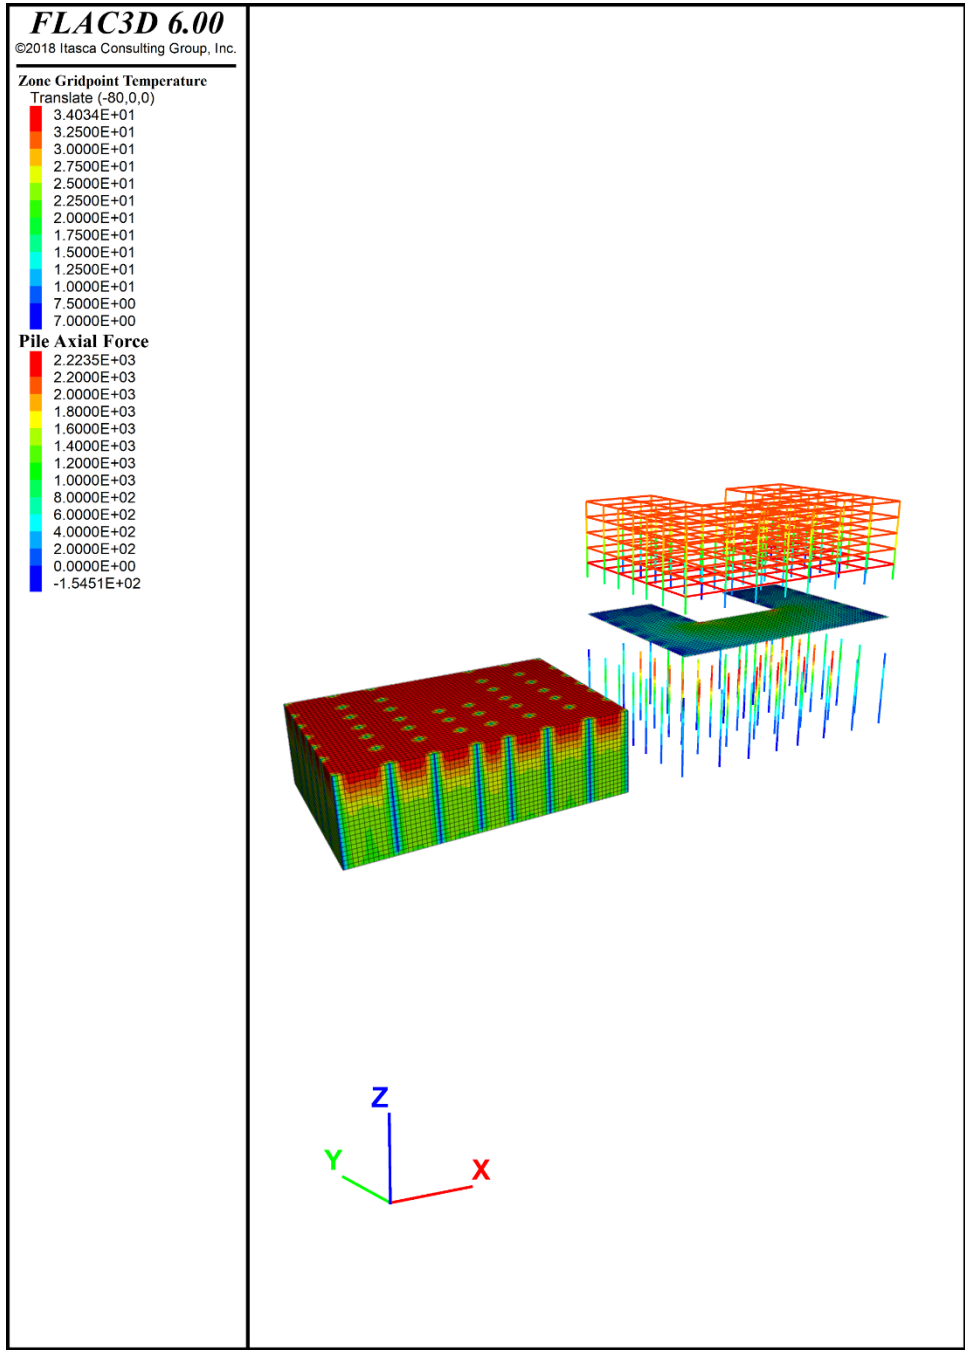 FLAC3D 6.00
©2018 Itasca Consulting Group, Inc.
Zone Gridpoint Temperature
Translate (-80,0,0)
3.4034E+01
3.2500E+01
3.0000E+01
2.7500E+01
2.5000E+01
2.2500E+01
2.0000E+01
1.7500E+01
1.5000E+01
1.2500E+01
1.0000E+01
7.5000E+00
7.0000E+00
Pile Axial Force
2.2235E+03
2.2000E+03
2.0000E+03
1.8000E+03
1.6000E+03
1.4000E+03
1.2000E+03
1.0000E+03
8.0000E+02
6.0000E+02
4.0000E+02
2.0000E+02
0.0000E+00
-1.5451E+02
Z
Y
X